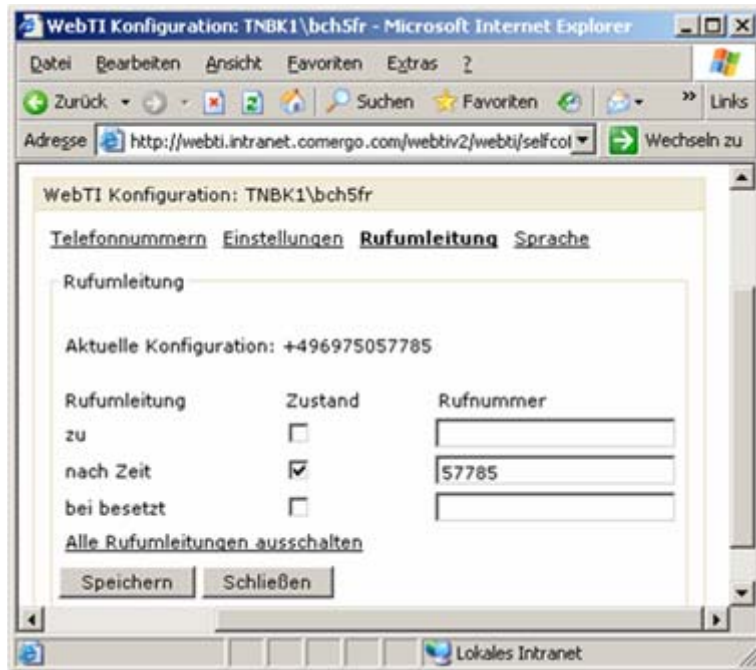 WebTI Konfiguration: TNBK1\bch5fr - Microsoft Internet Explorer
Datei Bearbeiten Ansicht Favoriten Extras ?
Zurück Suchen Favoriten » Links
Adresse http://webti.intranet.comergo.com/webtiv2/webti/selfcol Wechseln zu
WebTI Konfiguration: TNBK1\bch5fr
Telefonnummern Einstellungen Rufumleitung Sprache
Rufumleitung
Aktuelle Konfiguration: +496975057785
Rufumleitung Zustand Rufnummer
zu
nach Zeit 57785
bei besetzt
Alle Rufumleitungen ausschalten
Speichern Schließen
Lokales Intranet